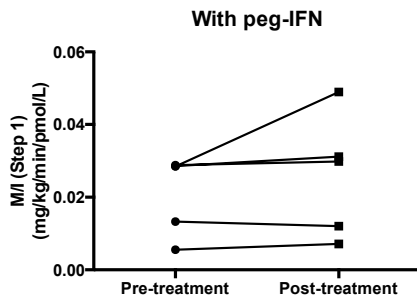 With peg-IFN
M/I (Step 1)
(mg/kg/min/pmol/L)
0.06
0.04
0.02
0.00
Pre-treatment
Post-treatment